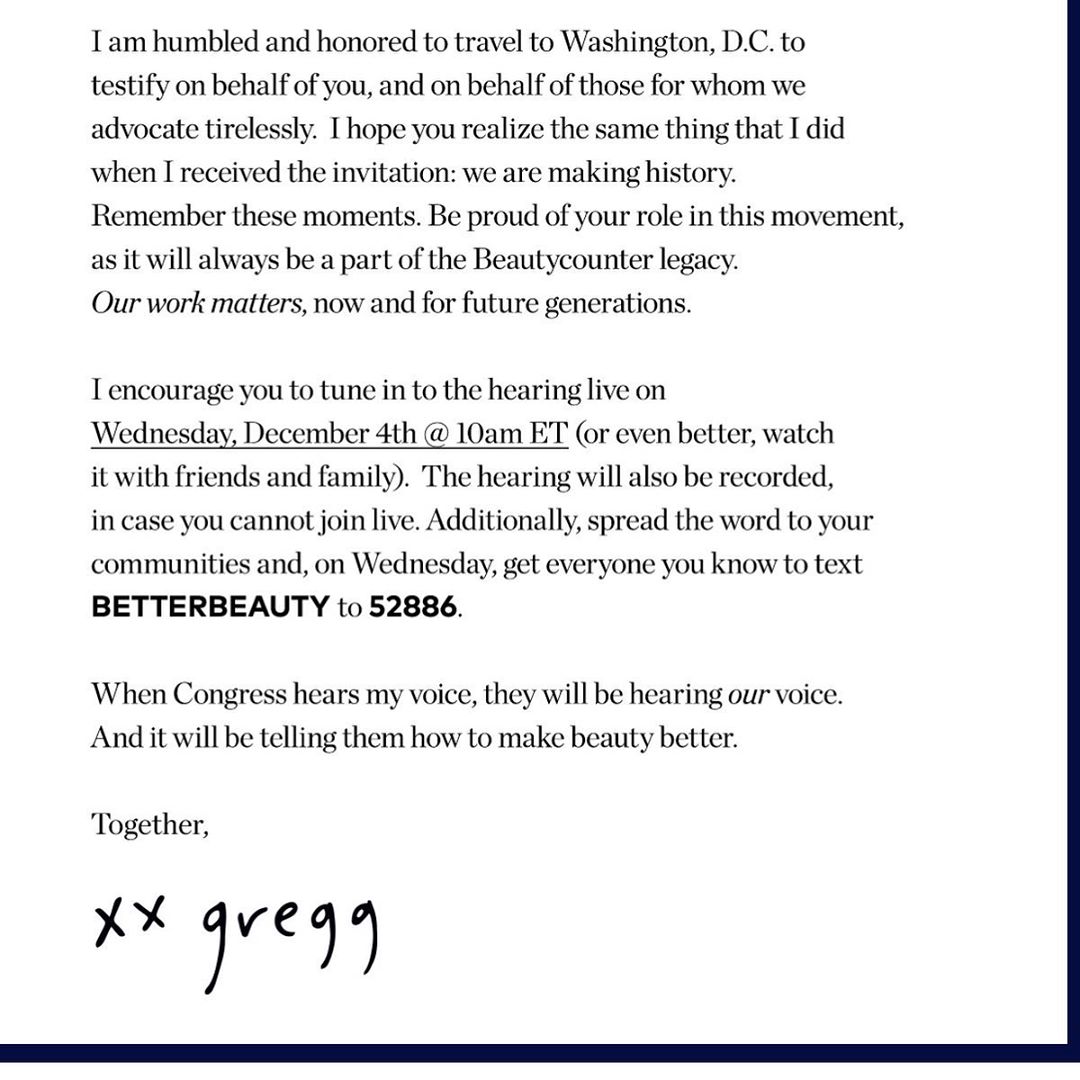 I am humbled and honored to travel to Washington, D.C. to
testify on behalf of you, and on behalf of those for whom we
advocate tirelessly.  I hope you realize the same thing that I did
when I received the invitation: we are making history.
Remember these moments. Be proud of your role in this movement,
as it will always be a part of the Beautycounter legacy.
Our work matters, now and for future generations.
I encourage you to tune in to the hearing live on
Wednesday, December 4th @ 10am ET (or even better, watch
it with friends and family).  The hearing will also be recorded,
in case you cannot join live. Additionally, spread the word to your
communities and, on Wednesday, get everyone you know to text
BETTERBEAUTY to 52886.
When Congress hears my voice, they will be hearing our voice.
And it will be telling them how to make beauty better.
Together,
xx gregg